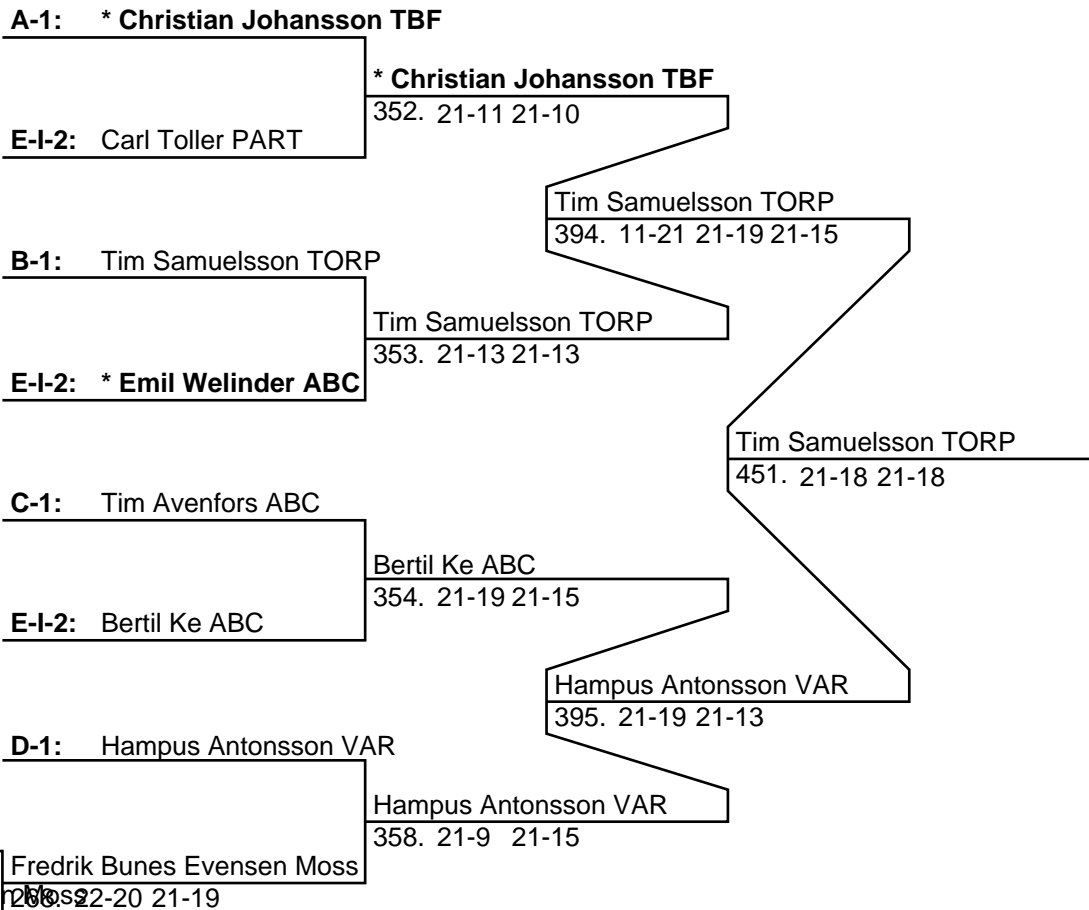 A-1: * Christian Johansson TBF
* Christian Johansson TBF
352. 21-11 21-10
E-I-2: Carl Toller PART
Tim Samuelsson TORP
394. 11-21 21-19 21-15
B-1: Tim Samuelsson TORP
Tim Samuelsson TORP
353. 21-13 21-13
E-I-2: * Emil Welinder ABC
Tim Samuelsson TORP
451. 21-18 21-18
C-1: Tim Avenfors ABC
Bertil Ke ABC
354. 21-19 21-15
E-I-2: Bertil Ke ABC
Hampus Antonsson VAR
395. 21-19 21-13
D-1: Hampus Antonsson VAR
Hampus Antonsson VAR
358. 21-9 21-15
Fredrik Bunes Evensen Moss
n Moss
268. 22-20 21-19